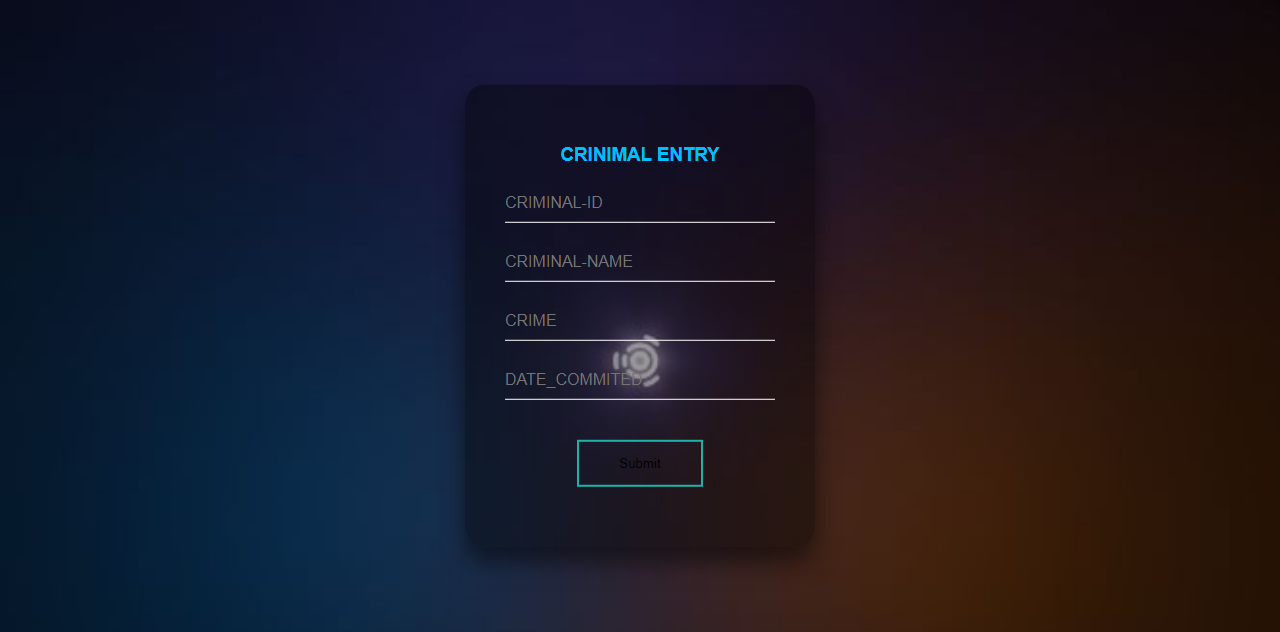 CRINIMAL ENTRY
CRIMINAL-ID
CRIMINAL-NAME
CRIME
DATE_COMMITED
Submit